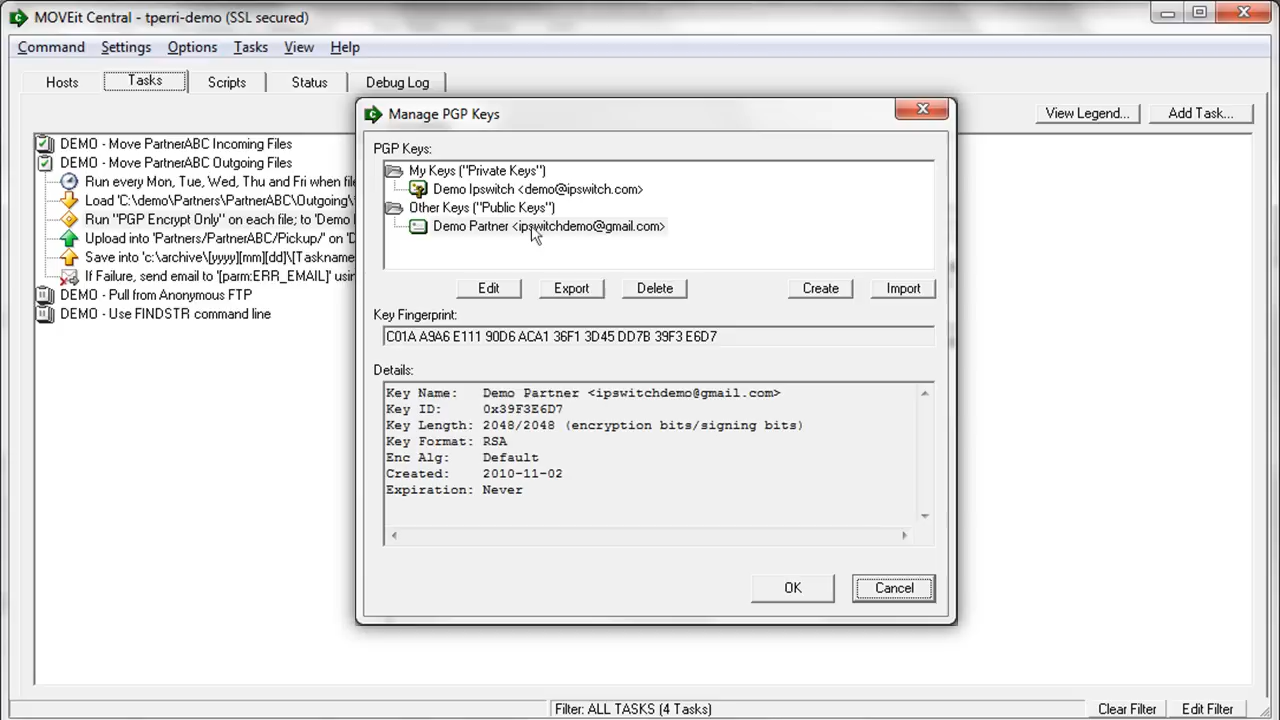 MOVEit Central - tperri-demo (SSL secured)
Command Settings Options Tasks View Help
Hosts Tasks Scripts Status Debug Log
View Legend... Add Task...
DEMO - Move PartnerABC Incoming Files
DEMO - Move PartnerABC Outgoing Files
Run every Mon, Tue, Wed, Thu and Fri when file
Load 'C:\demo\Partners\PartnerABC\Outgoing\
Run "PGP Encrypt Only" on each file; to 'Demo
Upload into 'Partners/PartnerABC/Pickup/' on 'D
Save into 'c:\archive\[yyyy][mm][dd]\[Taskname
If Failure, send email to '[parm:ERR_EMAIL]' using
DEMO - Pull from Anonymous FTP
DEMO - Use FINDSTR command line
Manage PGP Keys
PGP Keys:
My Keys ("Private Keys")
Demo Ipswitch <demo@ipswitch.com>
Other Keys ("Public Keys")
Demo Partner <ipswitchdemo@gmail.com>
Edit Export Delete Create Import
Key Fingerprint:
C01A A9A6 E111 90D6 ACA1 36F1 3D45 DD7B 39F3 E6D7
Details:
Key Name: Demo Partner <ipswitchdemo@gmail.com>
Key ID: 0x39F3E6D7
Key Length: 2048/2048 (encryption bits/signing bits)
Key Format: RSA
Enc Alg: Default
Created: 2010-11-02
Expiration: Never
OK Cancel
Filter: ALL TASKS (4 Tasks) Clear Filter Edit Filter